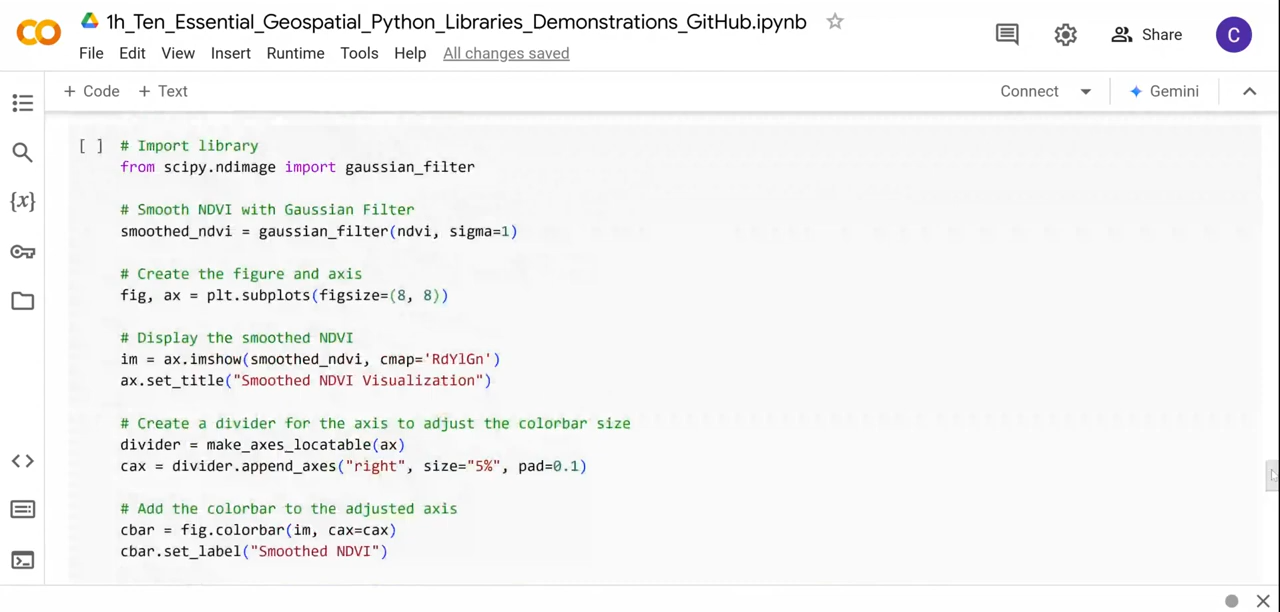 1h_Ten_Essential_Geospatial_Python_Libraries_Demonstrations_GitHub.ipynb
File Edit View Insert Runtime Tools Help All changes saved
Share
C
+ Code + Text
Connect
Gemini
{x}
[ ]
# Import library
from scipy.ndimage import gaussian_filter
# Smooth NDVI with Gaussian Filter
smoothed_ndvi = gaussian_filter(ndvi, sigma=1)
# Create the figure and axis
fig, ax = plt.subplots(figsize=(8, 8))
# Display the smoothed NDVI
im = ax.imshow(smoothed_ndvi, cmap='RdYlGn')
ax.set_title("Smoothed NDVI Visualization")
# Create a divider for the axis to adjust the colorbar size
divider = make_axes_locatable(ax)
cax = divider.append_axes("right", size="5%", pad=0.1)
# Add the colorbar to the adjusted axis
cbar = fig.colorbar(im, cax=cax)
cbar.set_label("Smoothed NDVI")